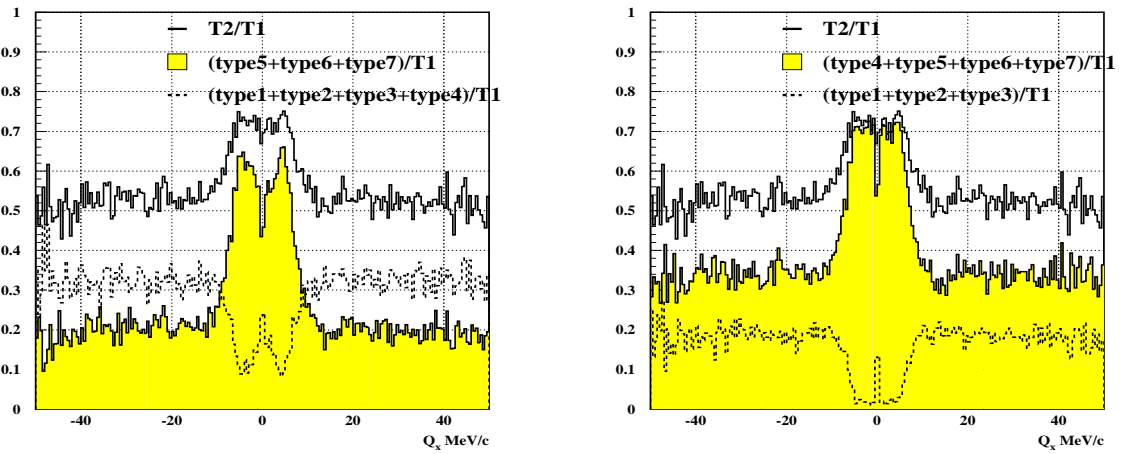 T2/T1
(type5+type6+type7)/T1
(type1+type2+type3+type4)/T1
1
0.9
0.8
0.7
0.6
0.5
0.4
0.3
0.2
0.1
0
-40 -20 0 20 40
Qx MeV/c
T2/T1
(type4+type5+type6+type7)/T1
(type1+type2+type3)/T1
1
0.9
0.8
0.7
0.6
0.5
0.4
0.3
0.2
0.1
0
-40 -20 0 20 40
Qx MeV/c